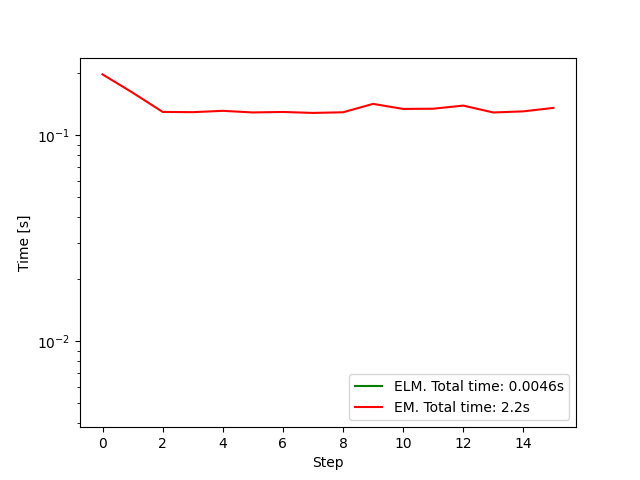 10⁻¹
10⁻²
Time [s]
ELM. Total time: 0.0046s
EM. Total time: 2.2s
0 2 4 6 8 10 12 14
Step